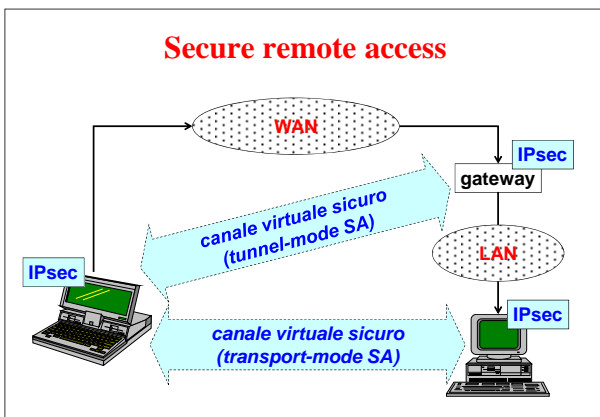 Secure remote access
WAN
IPsec
gateway
canale virtuale sicuro
(tunnel-mode SA)
LAN
IPsec
IPsec
canale virtuale sicuro
(transport-mode SA)